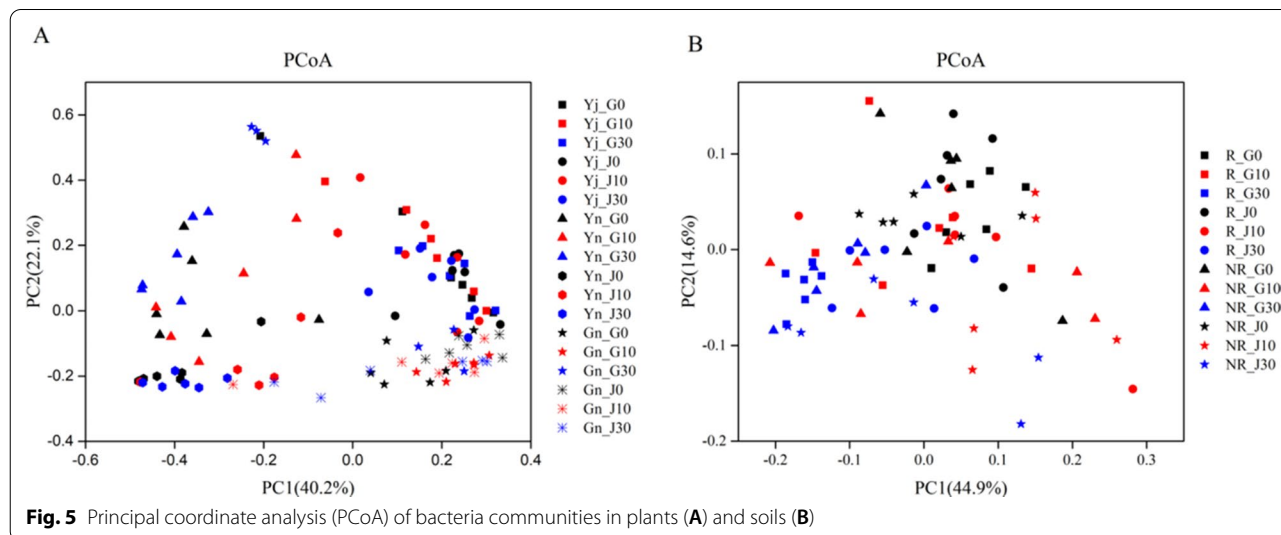 A
PCoA
0.6
0.4
0.2
0.0
-0.2
-0.4
PC2(22.1%)
-0.6
-0.4
-0.2
0.0
0.2
0.4
PC1(40.2%)
Yj_G0
Yj_G10
Yj_G30
Yj_J0
Yj_J10
Yj_J30
Yn_G0
Yn_G10
Yn_G30
Yn_J0
Yn_J10
Yn_J30
Gn_G0
Gn_G10
Gn_G30
Gn_J0
Gn_J10
Gn_J30
B
PCoA
0.1
0.0
-0.1
-0.2
PC2(14.6%)
-0.2
-0.1
0.0
0.1
0.2
0.3
PC1(44.9%)
R_G0
R_G10
R_G30
R_J0
R_J10
R_J30
NR_G0
NR_G10
NR_G30
NR_J0
NR_J10
NR_J30
Fig. 5 Principal coordinate analysis (PCoA) of bacteria communities in plants (A) and soils (B)